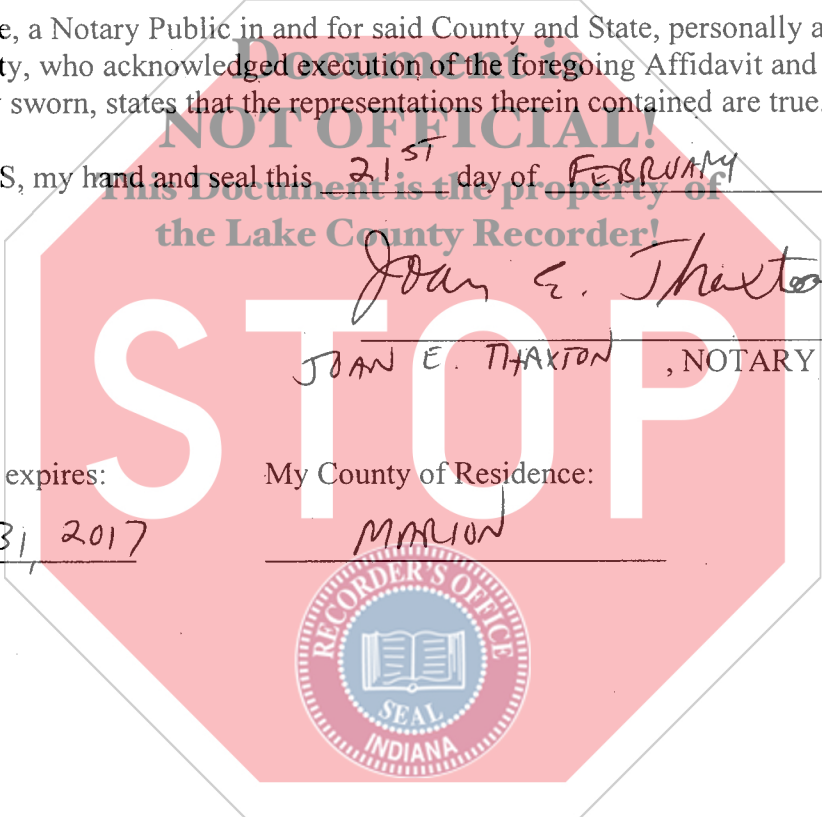 e, a Notary Public in and for said County and State, personally a
ty, who acknowledged execution of the foregoing Affidavit and
sworn, states that the representations therein contained are true.
Document is
NOT OFFICIAL!
This Document is the property of
the Lake County Recorder!
S, my hand and seal this 21ST day of FEBRUARY
Joan E. Thaxton
JOAN E. THAXTON , NOTARY
STOP
expires: My County of Residence:
31, 2017 MARION
RECORDER'S OFFICE
SEAL
INDIANA